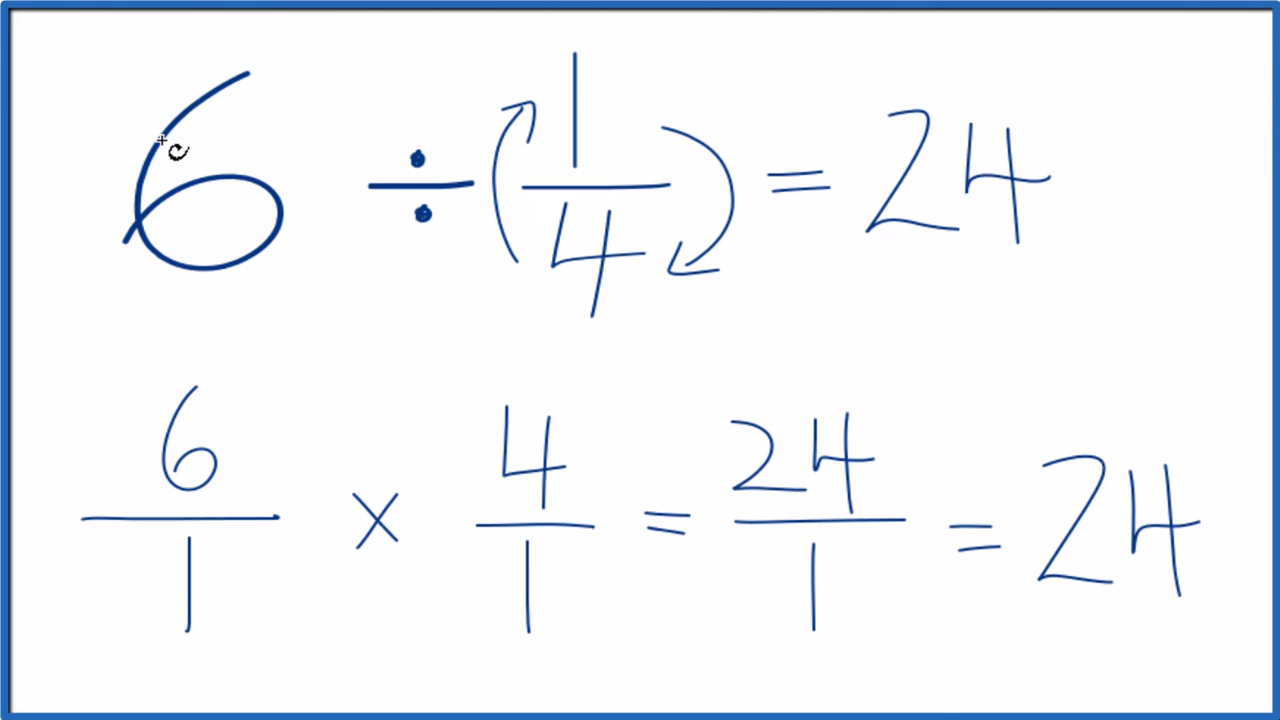 6 ÷ 1/4 = 24
6/1 × 4/1 = 24/1 = 24